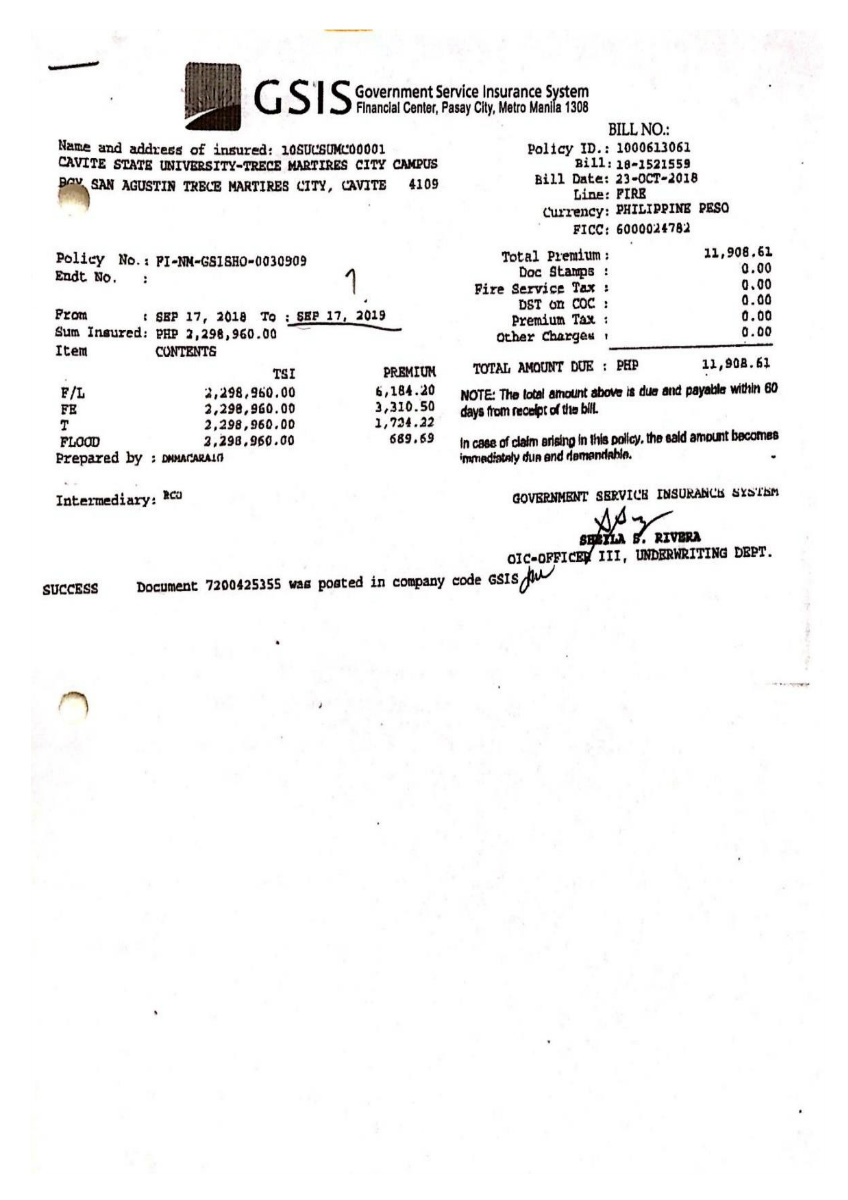 GSIS Government Service Insurance System
Financial Center, Pasay City, Metro Manila 1308
BILL NO.:
Name and address of insured: 10SUCSUMC00001
CAVITE STATE UNIVERSITY-TRECE MARTIRES CITY CAMPUS
BGY SAN AGUSTIN TRECE MARTIRES CITY, CAVITE 4109
Policy ID.: 1000613061
Bill: 18-1521559
Bill Date: 23-OCT-2018
Line: FIRE
Currency: PHILIPPINE PESO
FICC: 6000024782
Policy No.: FI-NM-GSISHO-0030909
Endt No. :
1
From : SEP 17, 2018 To : SEP 17, 2019
Sum Insured: PHP 2,298,960.00
Item CONTENTS
TSI PREMIUM
F/L 2,298,960.00 6,184.20
FE 2,298,960.00 3,310.50
T 2,298,960.00 1,724.22
FLOOD 2,298,960.00 689.69
Prepared by : DMMACARAIG
Intermediary: RCO
Total Premium : 11,908.61
Doc Stamps : 0.00
Fire Service Tax : 0.00
DST on COC : 0.00
Premium Tax : 0.00
Other Charges : 0.00
TOTAL AMOUNT DUE : PHP 11,908.61
NOTE: The total amount above is due and payable within 60
days from receipt of the bill.
In case of claim arising in this policy, the said amount becomes
immediately due and demandable.
GOVERNMENT SERVICE INSURANCE SYSTEM
SHEILA S. RIVERA
OIC-OFFICER III, UNDERWRITING DEPT.
SUCCESS Document 7200425355 was posted in company code GSIS